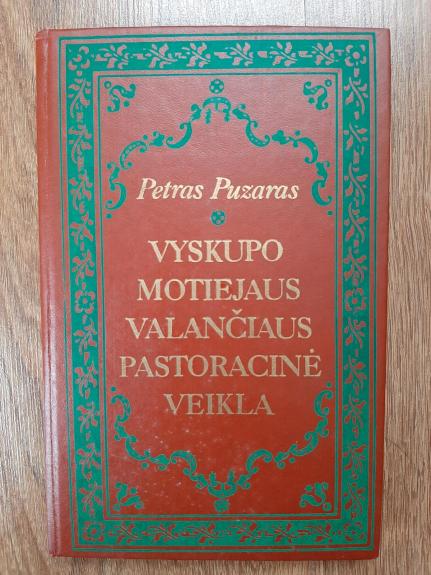 Petras Puzaras
VYSKUPO
MOTIEJAUS
VALANČIAUS
PASTORACINĖ
VEIKLA